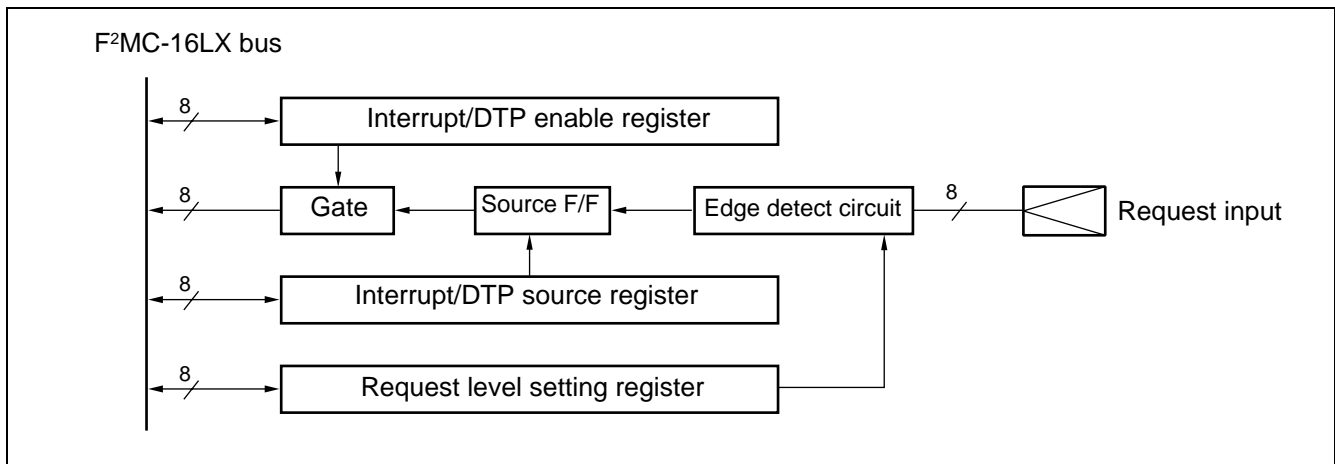 F²MC-16LX bus
8
Interrupt/DTP enable register
8
Gate
Source F/F
Edge detect circuit
8
Request input
8
Interrupt/DTP source register
8
Request level setting register